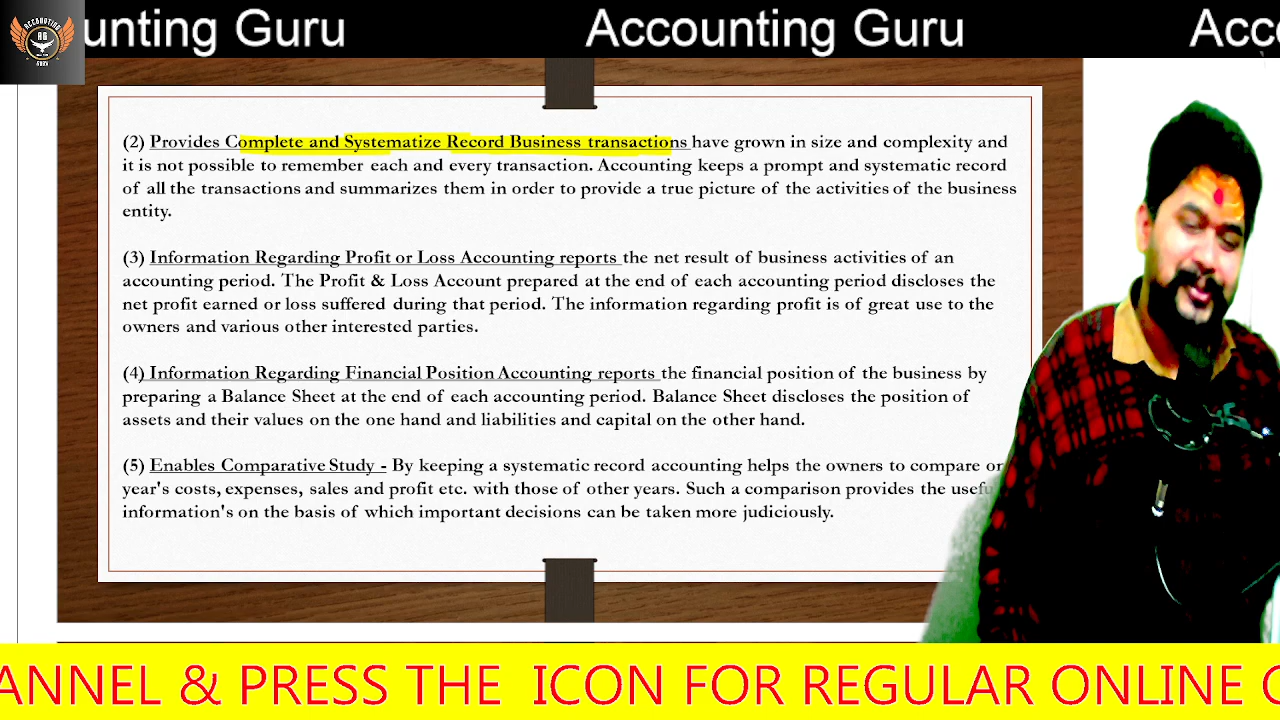 unting Guru Accounting Guru Acc
ACCOUNTING
AG
GURU
(2) Provides Complete and Systematize Record Business transactions have grown in size and complexity and
it is not possible to remember each and every transaction. Accounting keeps a prompt and systematic record
of all the transactions and summarizes them in order to provide a true picture of the activities of the business
entity.
(3) Information Regarding Profit or Loss Accounting reports the net result of business activities of an
accounting period. The Profit & Loss Account prepared at the end of each accounting period discloses the
net profit earned or loss suffered during that period. The information regarding profit is of great use to the
owners and various other interested parties.
(4) Information Regarding Financial Position Accounting reports the financial position of the business by
preparing a Balance Sheet at the end of each accounting period. Balance Sheet discloses the position of
assets and their values on the one hand and liabilities and capital on the other hand.
(5) Enables Comparative Study - By keeping a systematic record accounting helps the owners to compare on
year's costs, expenses, sales and profit etc. with those of other years. Such a comparison provides the usefu
information's on the basis of which important decisions can be taken more judiciously.
ANNEL & PRESS THE ICON FOR REGULAR ONLINE